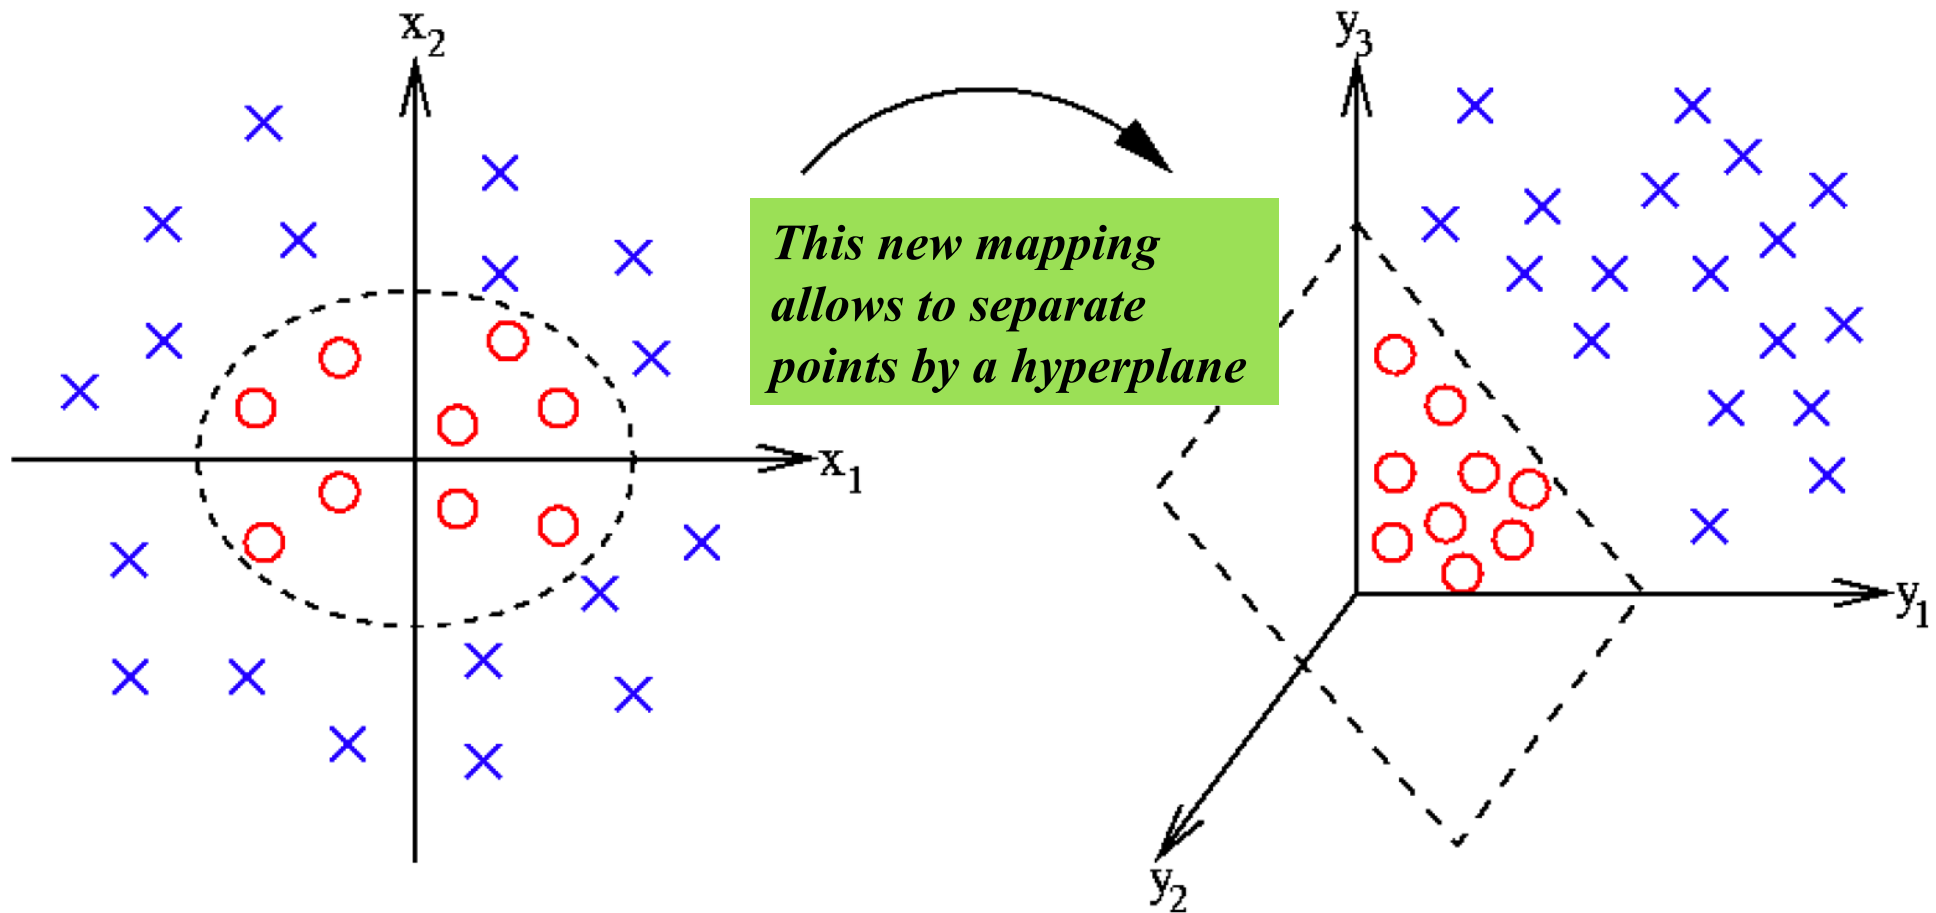 x₂
x₁
This new mapping
allows to separate
points by a hyperplane
y₃
y₁
y₂